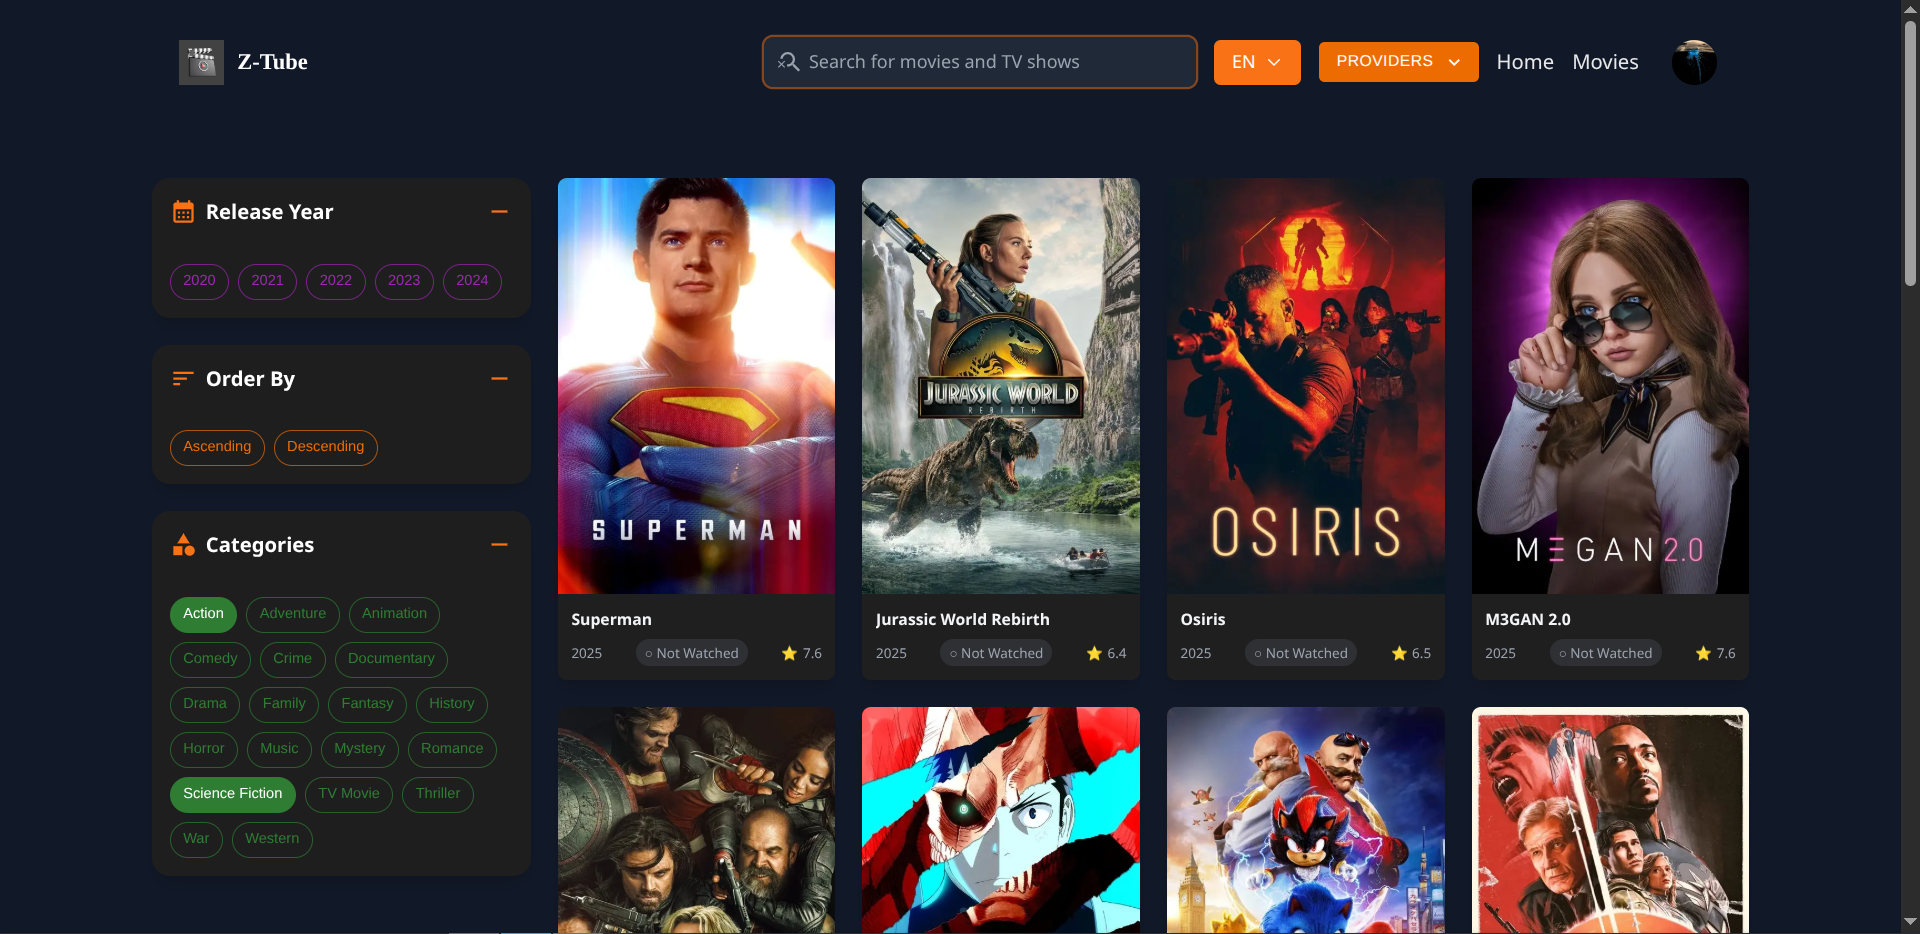 Z-Tube
Search for movies and TV shows
EN
PROVIDERS
Home
Movies
Release Year
2020
2021
2022
2023
2024
Order By
Ascending
Descending
Categories
Action
Adventure
Animation
Comedy
Crime
Documentary
Drama
Family
Fantasy
History
Horror
Music
Mystery
Romance
Science Fiction
TV Movie
Thriller
War
Western
SUPERMAN
Superman
2025
○ Not Watched
⭐ 7.6
JURASSIC WORLD
REBIRTH
Jurassic World Rebirth
2025
○ Not Watched
⭐ 6.4
OSIRIS
Osiris
2025
○ Not Watched
⭐ 6.5
MEGAN 2.0
M3GAN 2.0
2025
○ Not Watched
⭐ 7.6